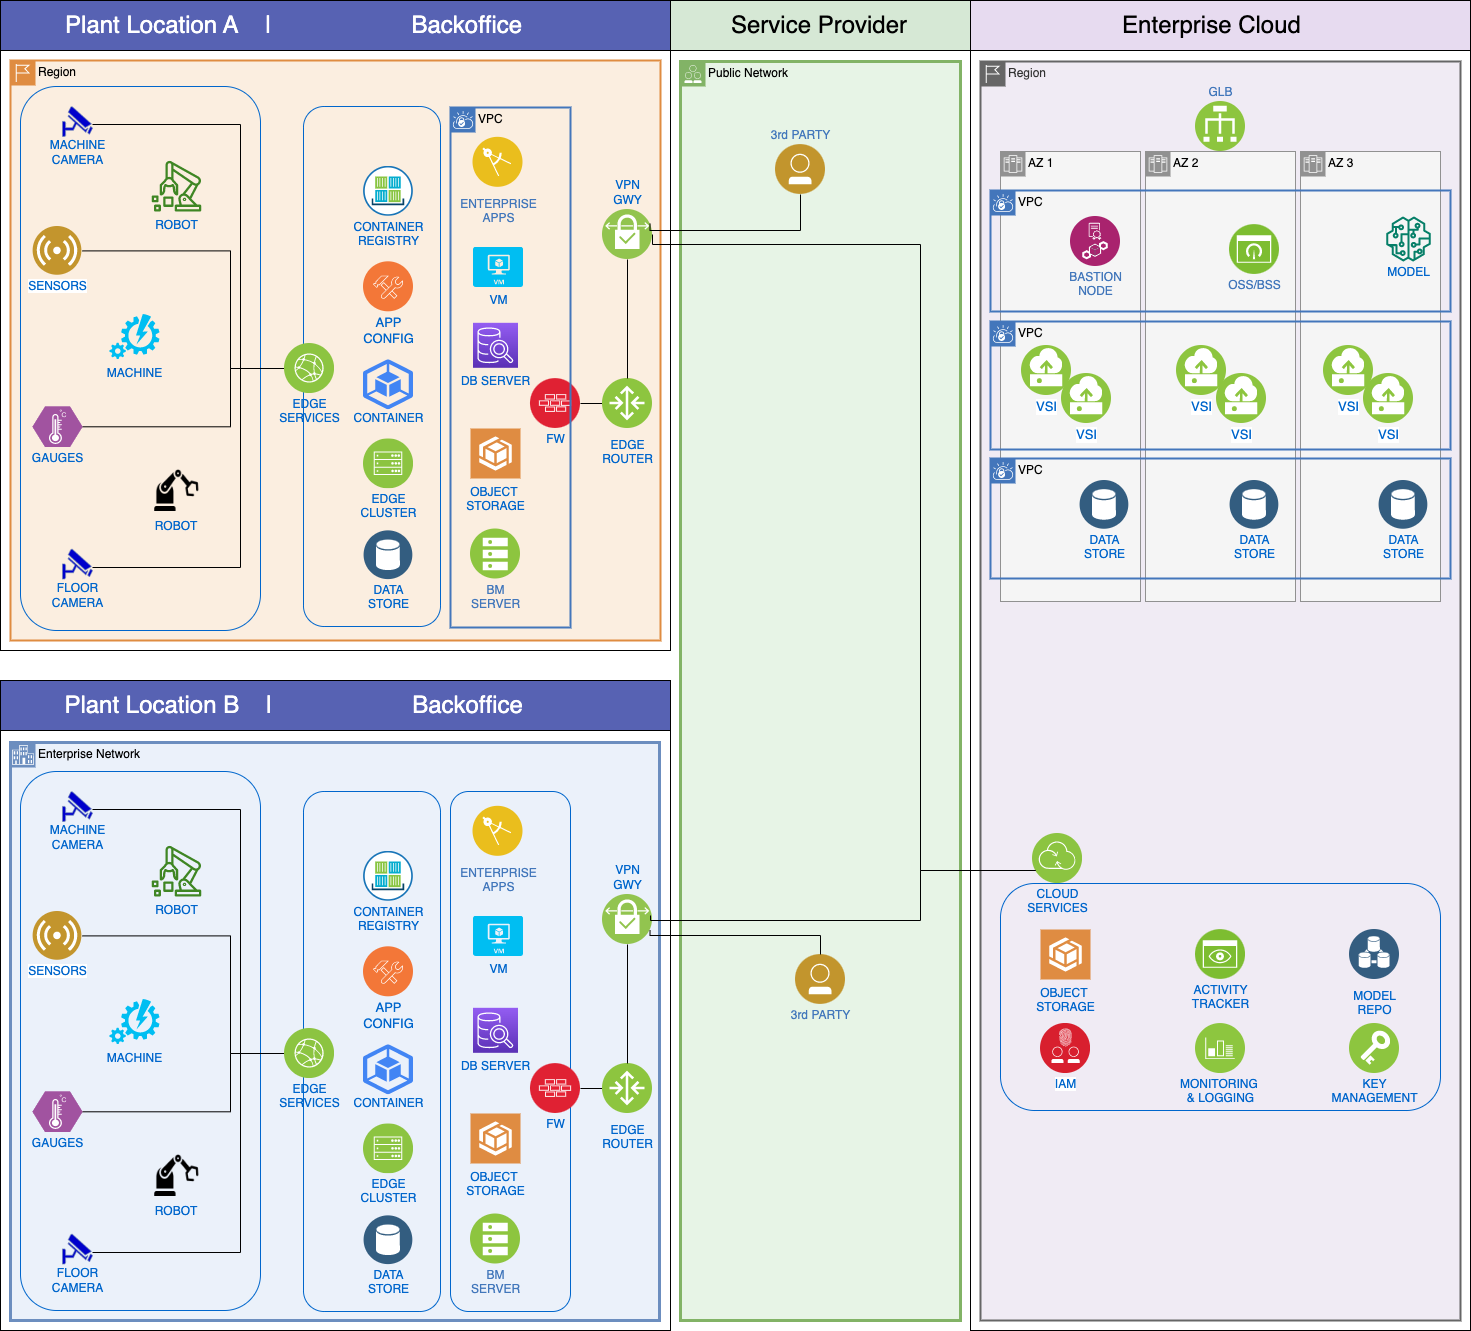 Plant Location A | Backoffice
Service Provider
Enterprise Cloud
Region
MACHINE
CAMERA
ROBOT
SENSORS
MACHINE
GAUGES
ROBOT
FLOOR
CAMERA
EDGE
SERVICES
CONTAINER
REGISTRY
APP
CONFIG
CONTAINER
EDGE
CLUSTER
DATA
STORE
VPC
ENTERPRISE
APPS
VM
VM
DB SERVER
OBJECT
STORAGE
BM
SERVER
FW
VPN
GWY
EDGE
ROUTER
Public Network
3rd PARTY
Region
GLB
AZ 1
AZ 2
AZ 3
VPC
BASTION
NODE
OSS/BSS
MODEL
VPC
VSI
VSI
VSI
VSI
VSI
VSI
VPC
DATA
STORE
DATA
STORE
DATA
STORE
Plant Location B | Backoffice
Enterprise Network
MACHINE
CAMERA
ROBOT
SENSORS
MACHINE
°C
GAUGES
ROBOT
FLOOR
CAMERA
EDGE
SERVICES
CONTAINER
REGISTRY
APP
CONFIG
CONTAINER
EDGE
CLUSTER
DATA
STORE
ENTERPRISE
APPS
VM
VM
DB SERVER
OBJECT
STORAGE
BM
SERVER
FW
VPN
GWY
EDGE
ROUTER
3rd PARTY
CLOUD
SERVICES
OBJECT
STORAGE
ACTIVITY
TRACKER
MODEL
REPO
IAM
MONITORING
& LOGGING
KEY
MANAGEMENT